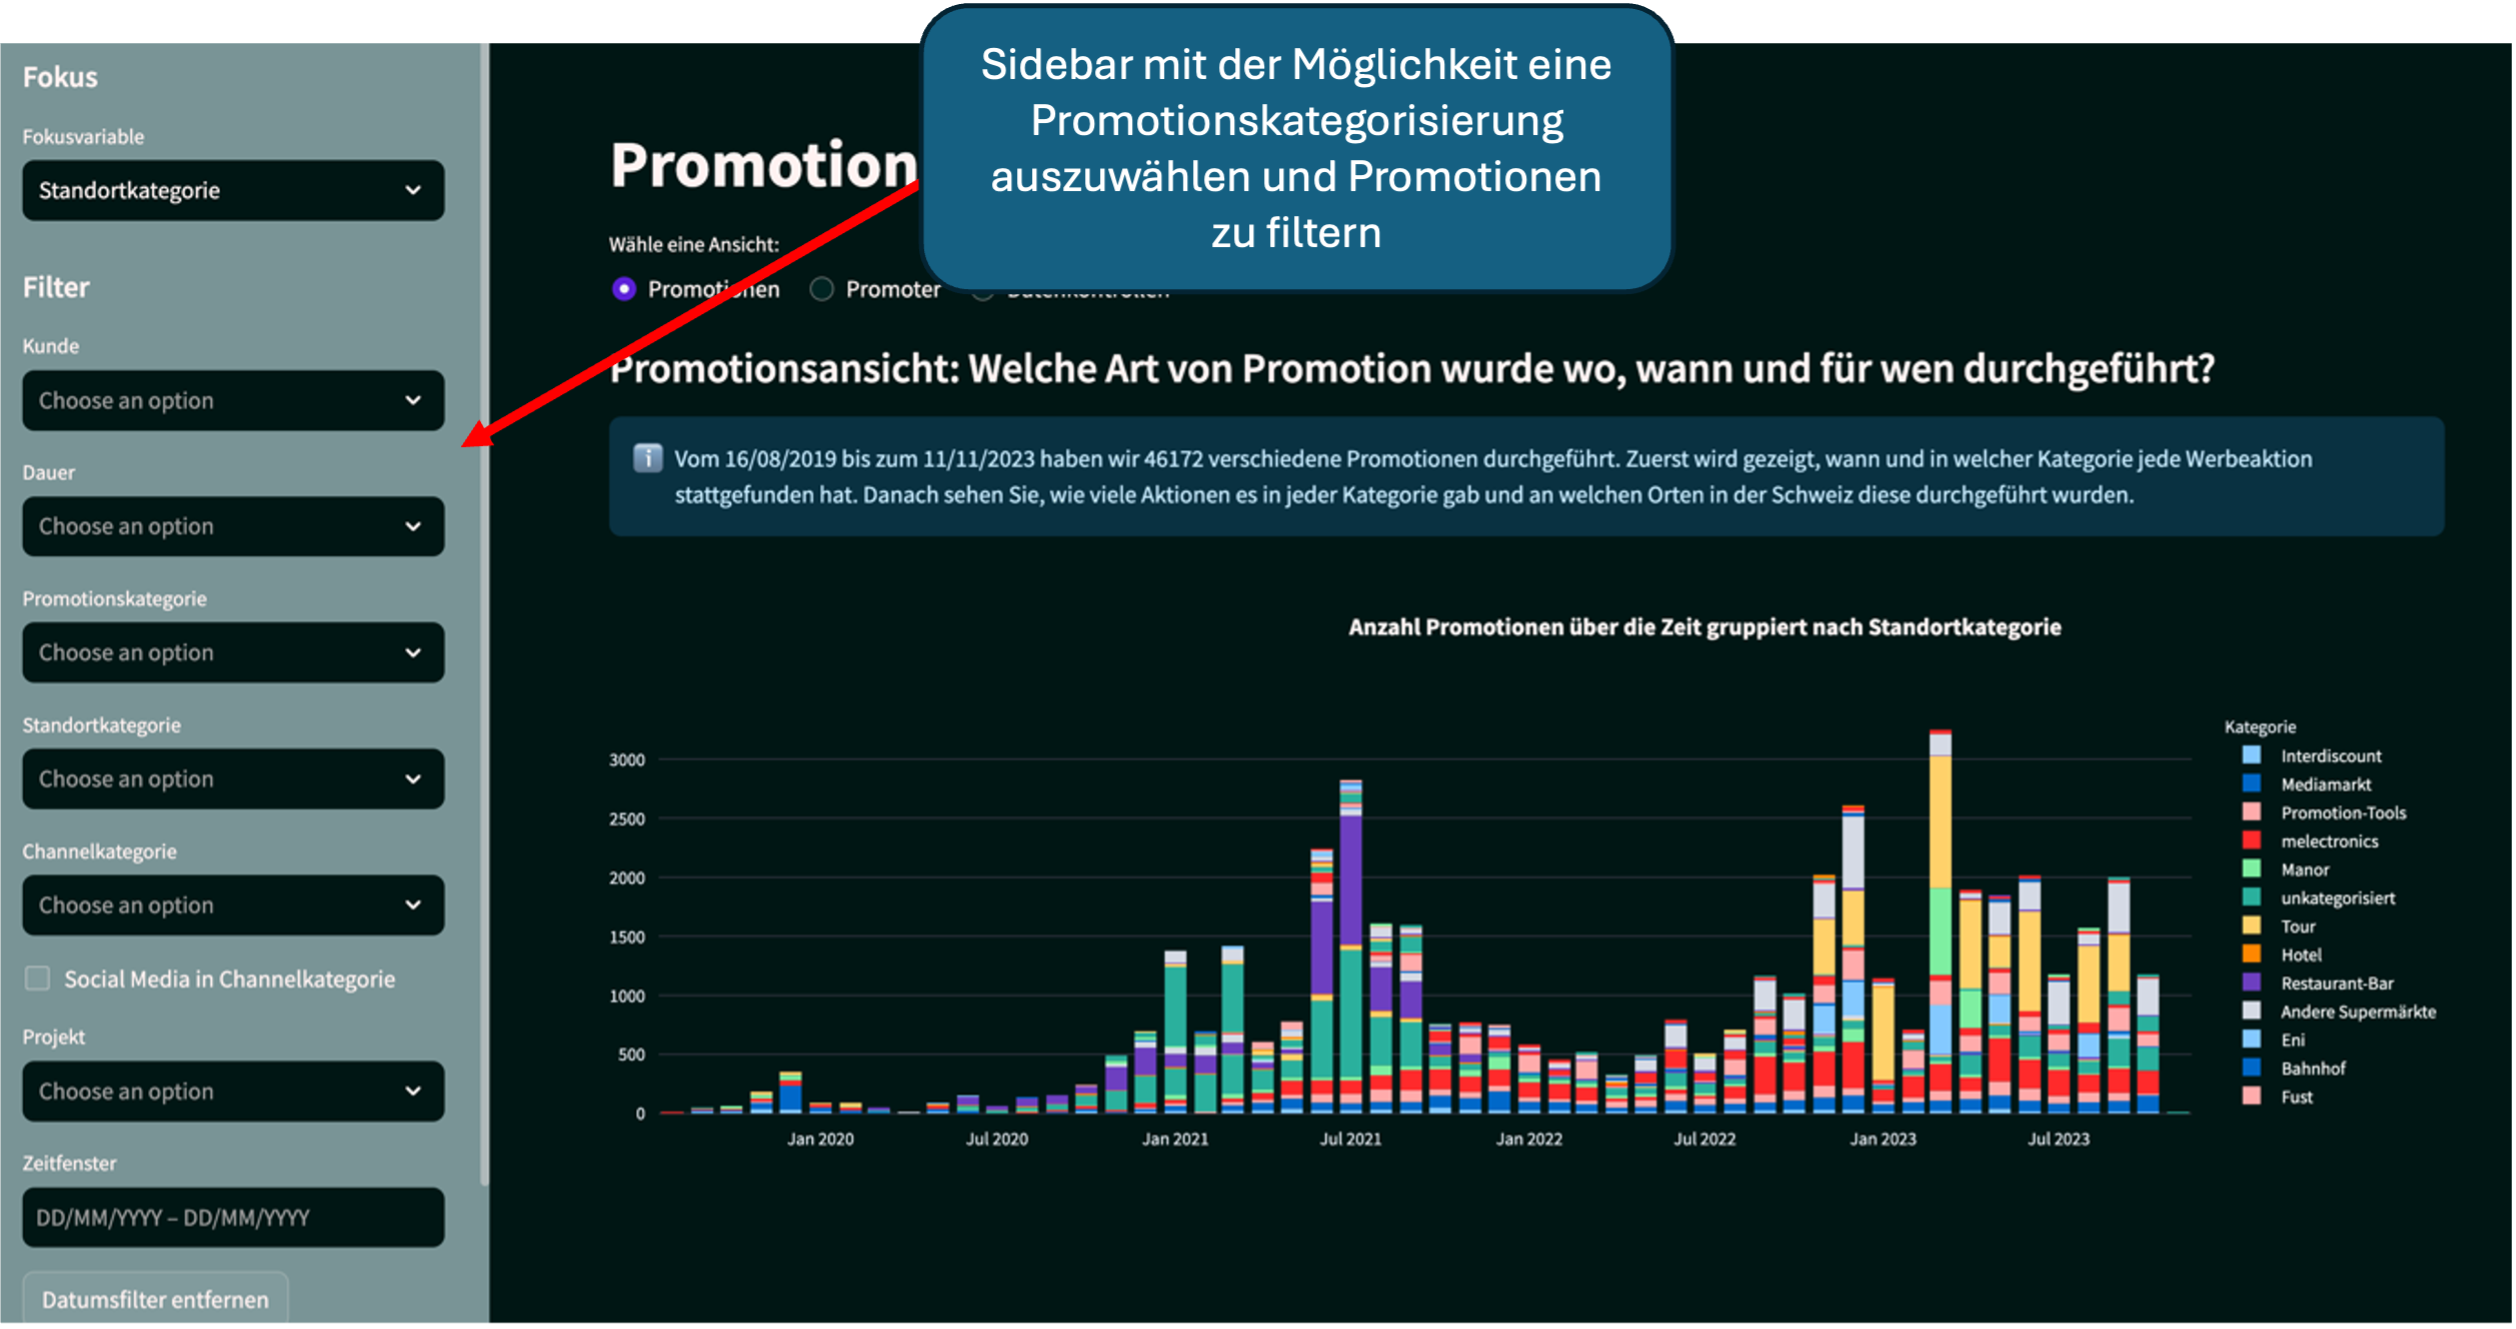 Sidebar mit der Möglichkeit eine
Promotionskategorisierung
auszuwählen und Promotionen
zu filtern
Fokus
Fokusvariable
Standortkategorie
Filter
Kunde
Choose an option
Dauer
Choose an option
Promotionskategorie
Choose an option
Standortkategorie
Choose an option
Channelkategorie
Choose an option
Social Media in Channelkategorie
Projekt
Choose an option
Zeitfenster
DD/MM/YYYY – DD/MM/YYYY
Datumsfilter entfernen
Promotion
Wähle eine Ansicht:
Promotionen Promoter Datenkontrollen
Promotionsansicht: Welche Art von Promotion wurde wo, wann und für wen durchgeführt?
Vom 16/08/2019 bis zum 11/11/2023 haben wir 46172 verschiedene Promotionen durchgeführt. Zuerst wird gezeigt, wann und in welcher Kategorie jede Werbeaktion
stattgefunden hat. Danach sehen Sie, wie viele Aktionen es in jeder Kategorie gab und an welchen Orten in der Schweiz diese durchgeführt wurden.
Anzahl Promotionen über die Zeit gruppiert nach Standortkategorie
3000
2500
2000
1500
1000
500
0
Jan 2020 Jul 2020 Jan 2021 Jul 2021 Jan 2022 Jul 2022 Jan 2023 Jul 2023
Kategorie
Interdiscount
Mediamarkt
Promotion-Tools
melectronics
Manor
unkategorisiert
Tour
Hotel
Restaurant-Bar
Andere Supermärkte
Eni
Bahnhof
Fust